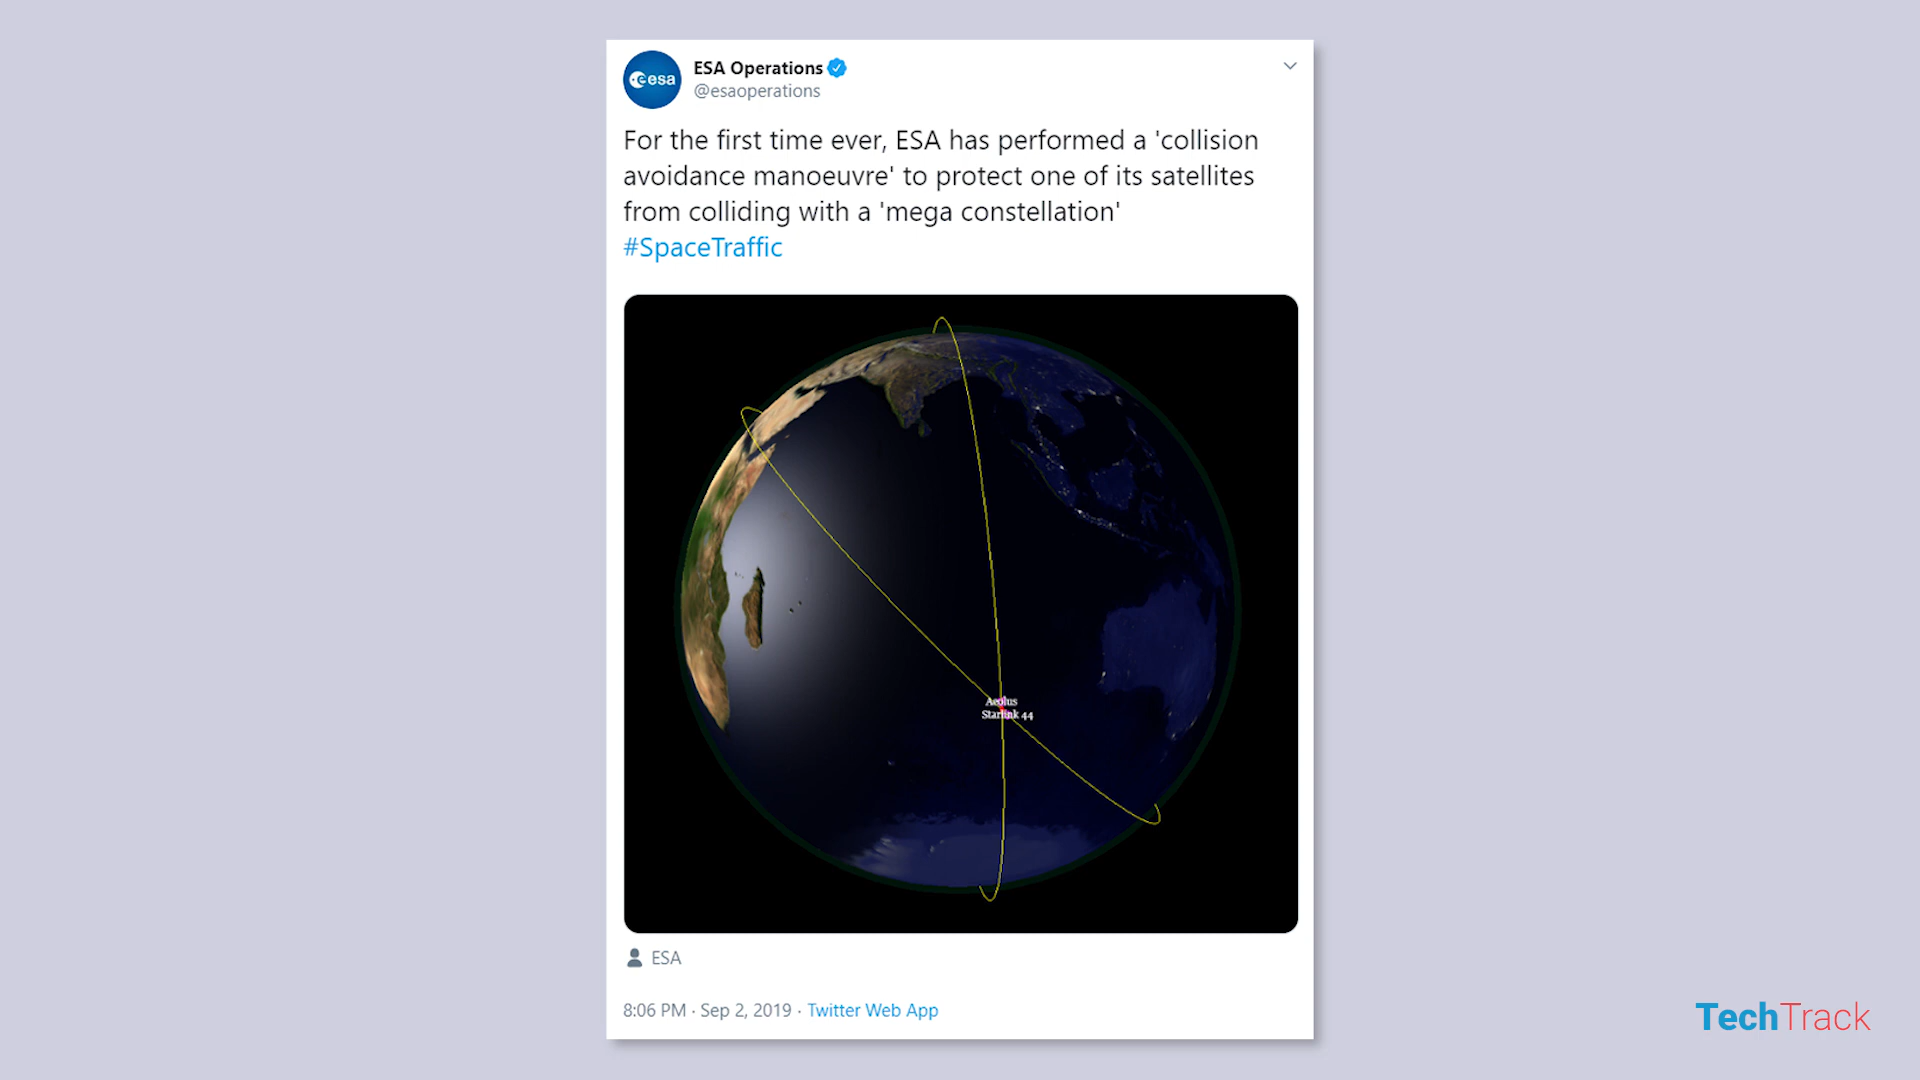 esa
ESA Operations
@esaoperations
For the first time ever, ESA has performed a 'collision
avoidance manoeuvre' to protect one of its satellites
from colliding with a 'mega constellation'
#SpaceTraffic
Aeolus
Starlink 44
ESA
8:06 PM · Sep 2, 2019 · Twitter Web App
TechTrack